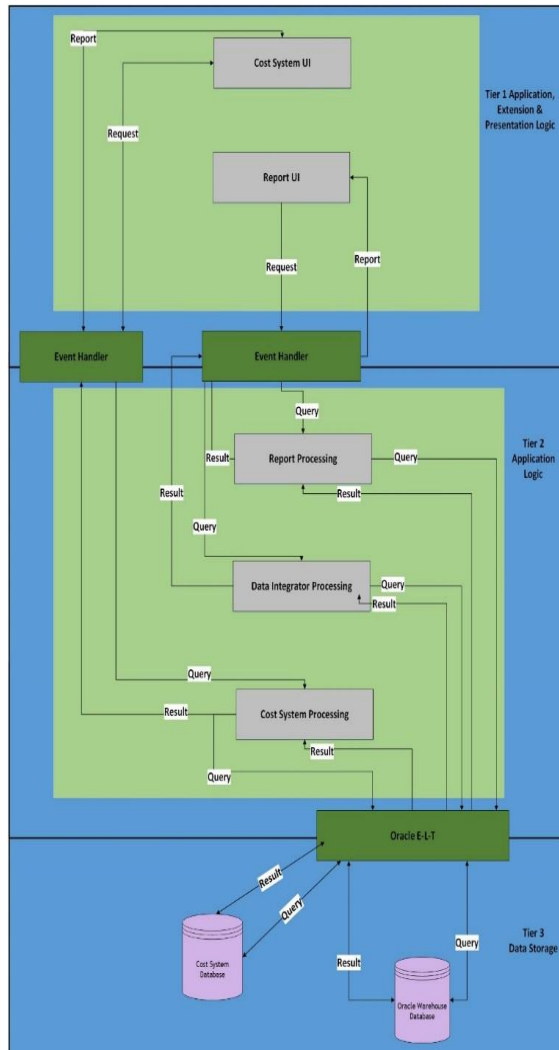 Report
Cost System UI
Tier 1 Application,
Extension &
Presentation Logic
Request
Report UI
Request
Report
Event Handler
Event Handler
Query
Result
Report Processing
Query
Tier 2
Application
Logic
Result
Result
Query
Data Integrator Processing
Query
Result
Query
Cost System Processing
Result
Result
Query
Oracle E-L-T
Result
Query
Tier 3
Data Storage
Query
Cost System
Database
Result
Oracle Warehouse
Database